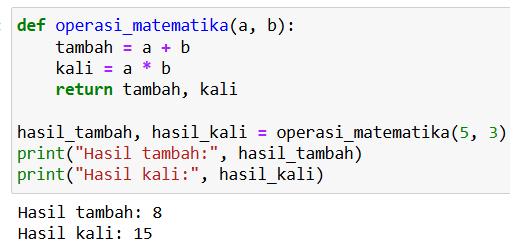 def operasi_matematika(a, b):
    tambah = a + b
    kali = a * b
    return tambah, kali

hasil_tambah, hasil_kali = operasi_matematika(5, 3)
print("Hasil tambah:", hasil_tambah)
print("Hasil kali:", hasil_kali)
Hasil tambah: 8
Hasil kali: 15